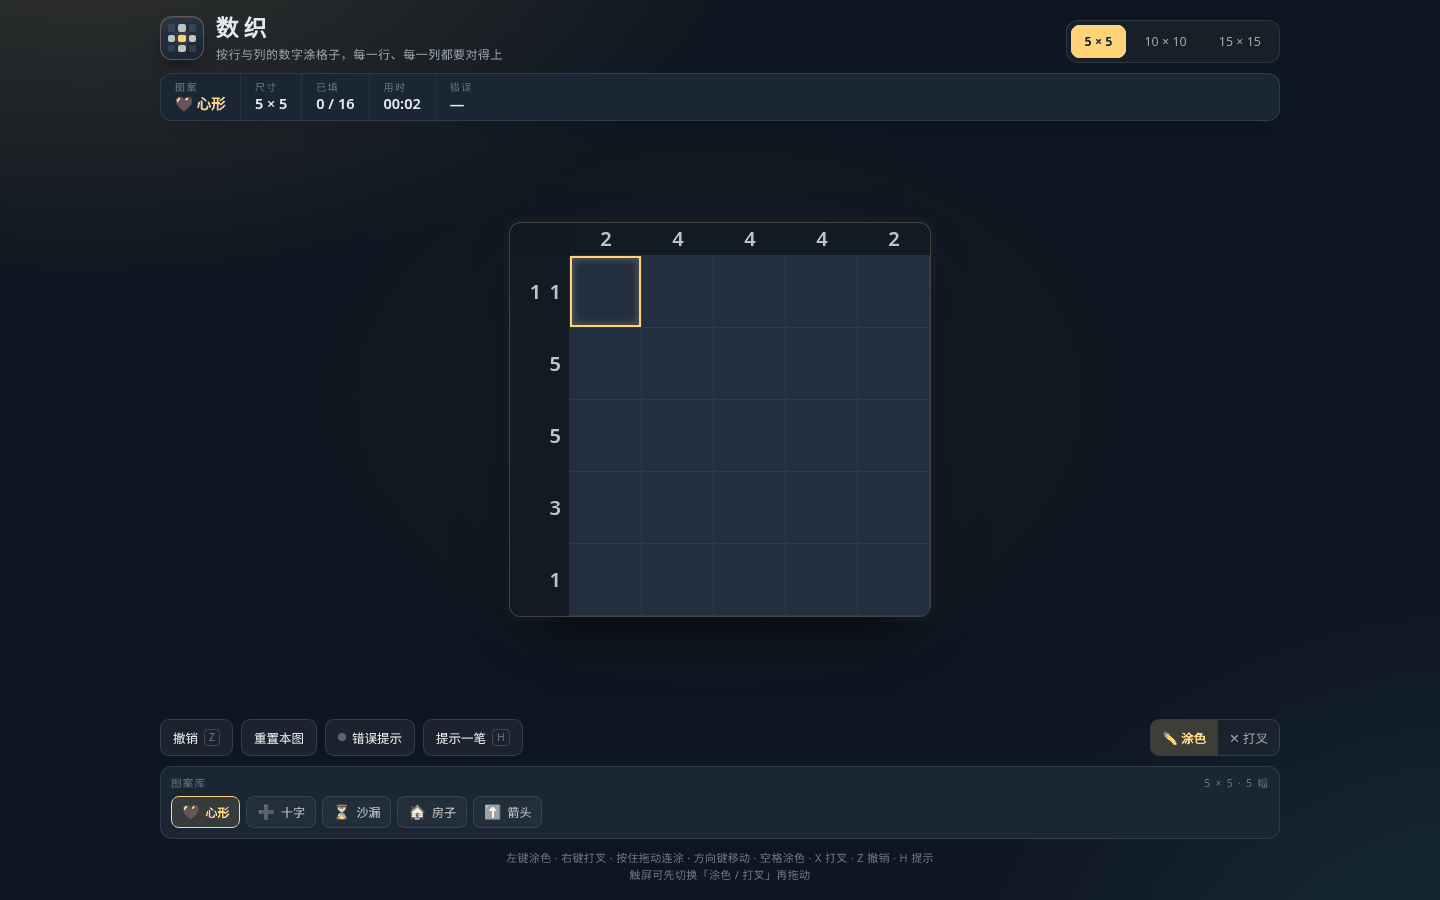 数织
按行与列的数字涂格子，每一行、每一列都要对得上
5 × 5 10 × 10 15 × 15
图案 尺寸 已填 用时 错误
心形 5 × 5 0 / 16 00:02 —
2 4 4 4 2
1 1
5
5
3
1
撤销 Z 重置本图 错误提示 提示一笔 H 涂色 ✕ 打叉
图案库 5 × 5 · 5 幅
心形 十字 沙漏 房子 箭头
左键涂色 · 右键打叉 · 按住拖动连涂 · 方向键移动 · 空格涂色 · X 打叉 · Z 撤销 · H 提示
触屏可先切换「涂色 / 打叉」再拖动